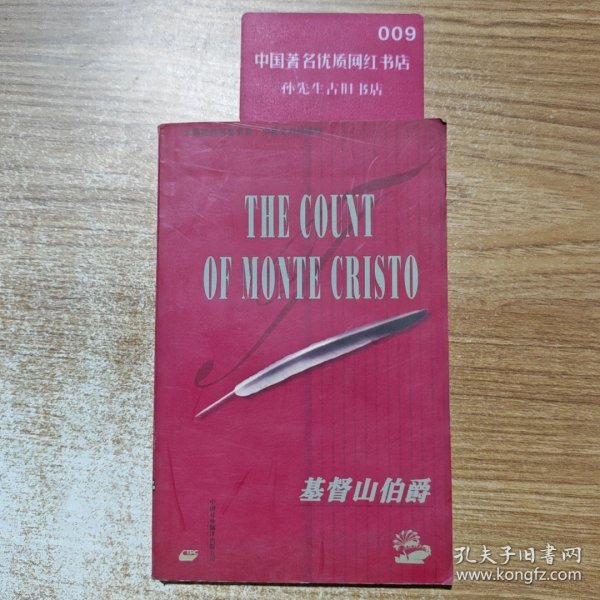 009
中国著名优质网红书店
孙先生古旧书店
THE COUNT
OF MONTE CRISTO
基督山伯爵
孔夫子旧书网
www.kongfz.com